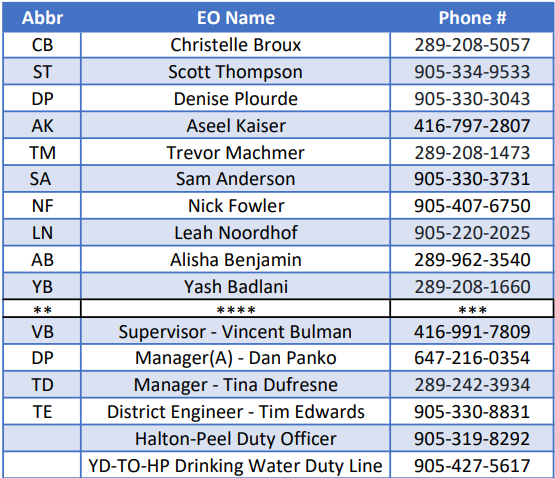 Abbr EO Name Phone #
CB Christelle Broux 289-208-5057
ST Scott Thompson 905-334-9533
DP Denise Plourde 905-330-3043
AK Aseel Kaiser 416-797-2807
TM Trevor Machmer 289-208-1473
SA Sam Anderson 905-330-3731
NF Nick Fowler 905-407-6750
LN Leah Noordhof 905-220-2025
AB Alisha Benjamin 289-962-3540
YB Yash Badlani 289-208-1660
** **** ***
VB Supervisor - Vincent Bulman 416-991-7809
DP Manager(A) - Dan Panko 647-216-0354
TD Manager - Tina Dufresne 289-242-3934
TE District Engineer - Tim Edwards 905-330-8831
Halton-Peel Duty Officer 905-319-8292
YD-TO-HP Drinking Water Duty Line 905-427-5617